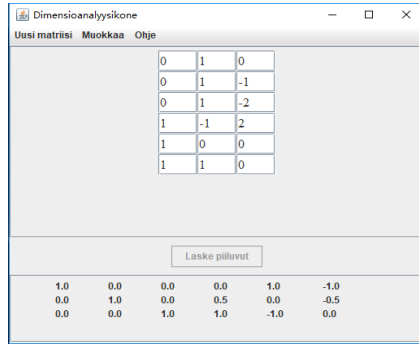 Dimensioanalyysikone
Uusi matriisi Muokkaa Ohje
0 1 0
0 1 -1
0 1 -2
1 -1 2
1 0 0
1 1 0
Laske piiluvut
1.0 0.0 0.0 0.0 1.0 -1.0
0.0 1.0 0.0 0.5 0.0 -0.5
0.0 0.0 1.0 1.0 -1.0 0.0